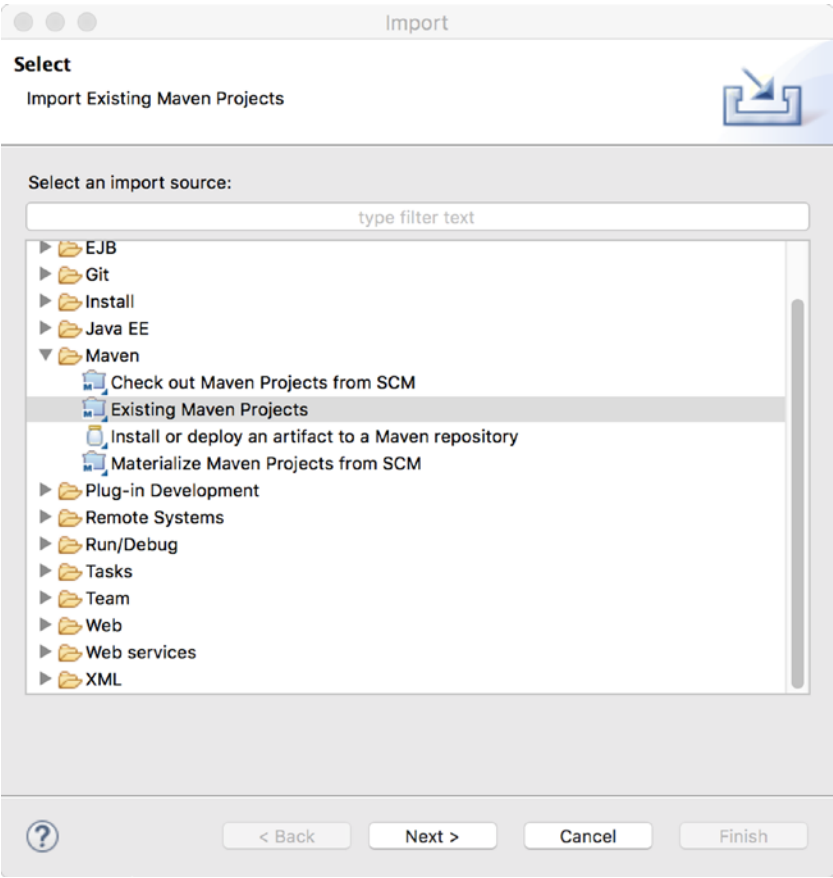 Import
Select
Import Existing Maven Projects
Select an import source:
type filter text
EJB
Git
Install
Java EE
Maven
Check out Maven Projects from SCM
Existing Maven Projects
Install or deploy an artifact to a Maven repository
Materialize Maven Projects from SCM
Plug-in Development
Remote Systems
Run/Debug
Tasks
Team
Web
Web services
XML
? < Back Next > Cancel Finish